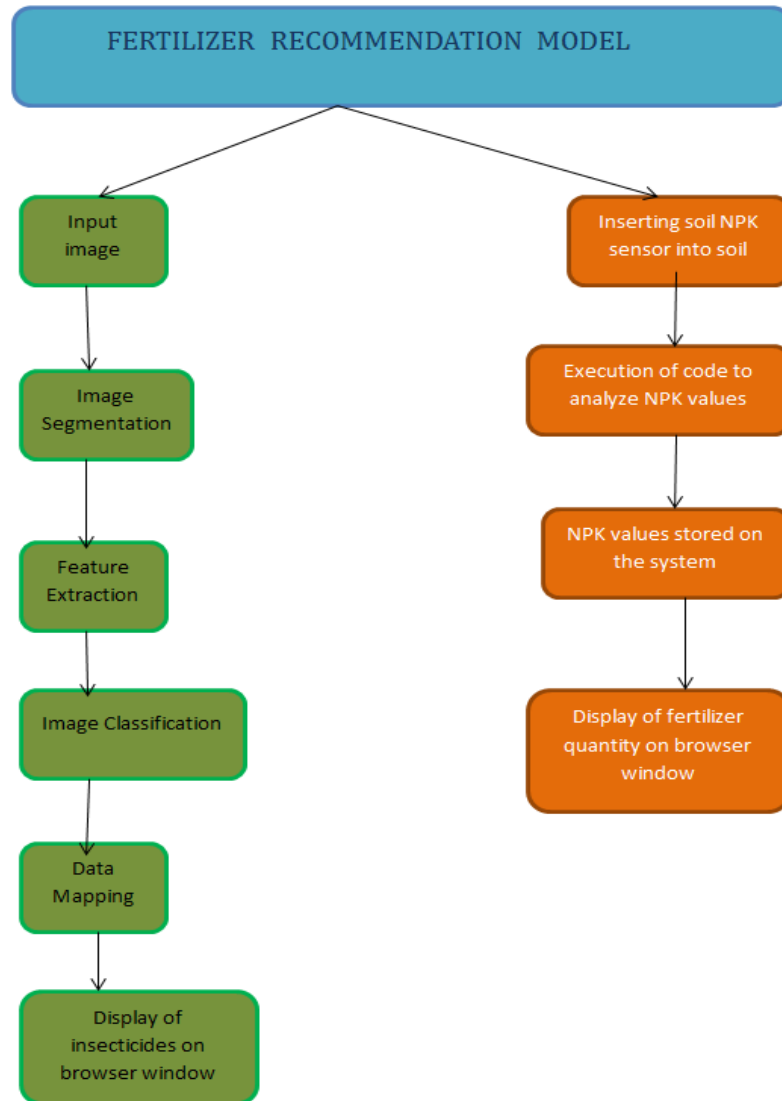 FERTILIZER RECOMMENDATION MODEL
Input
image
Image
Segmentation
Feature
Extraction
Image Classification
Data
Mapping
Display of
insecticides on
browser window
Inserting soil NPK
sensor into soil
Execution of code to
analyze NPK values
NPK values stored on
the system
Display of fertilizer
quantity on browser
window